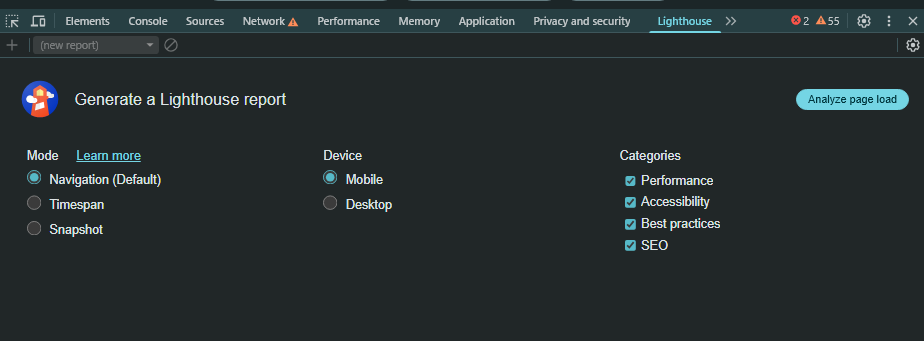 Elements Console Sources Network Performance Memory Application Privacy and security Lighthouse 2 55
(new report)
Generate a Lighthouse report Analyze page load
Mode Learn more Device Categories
Navigation (Default) Mobile Performance
Timespan Desktop Accessibility
Snapshot Best practices
SEO